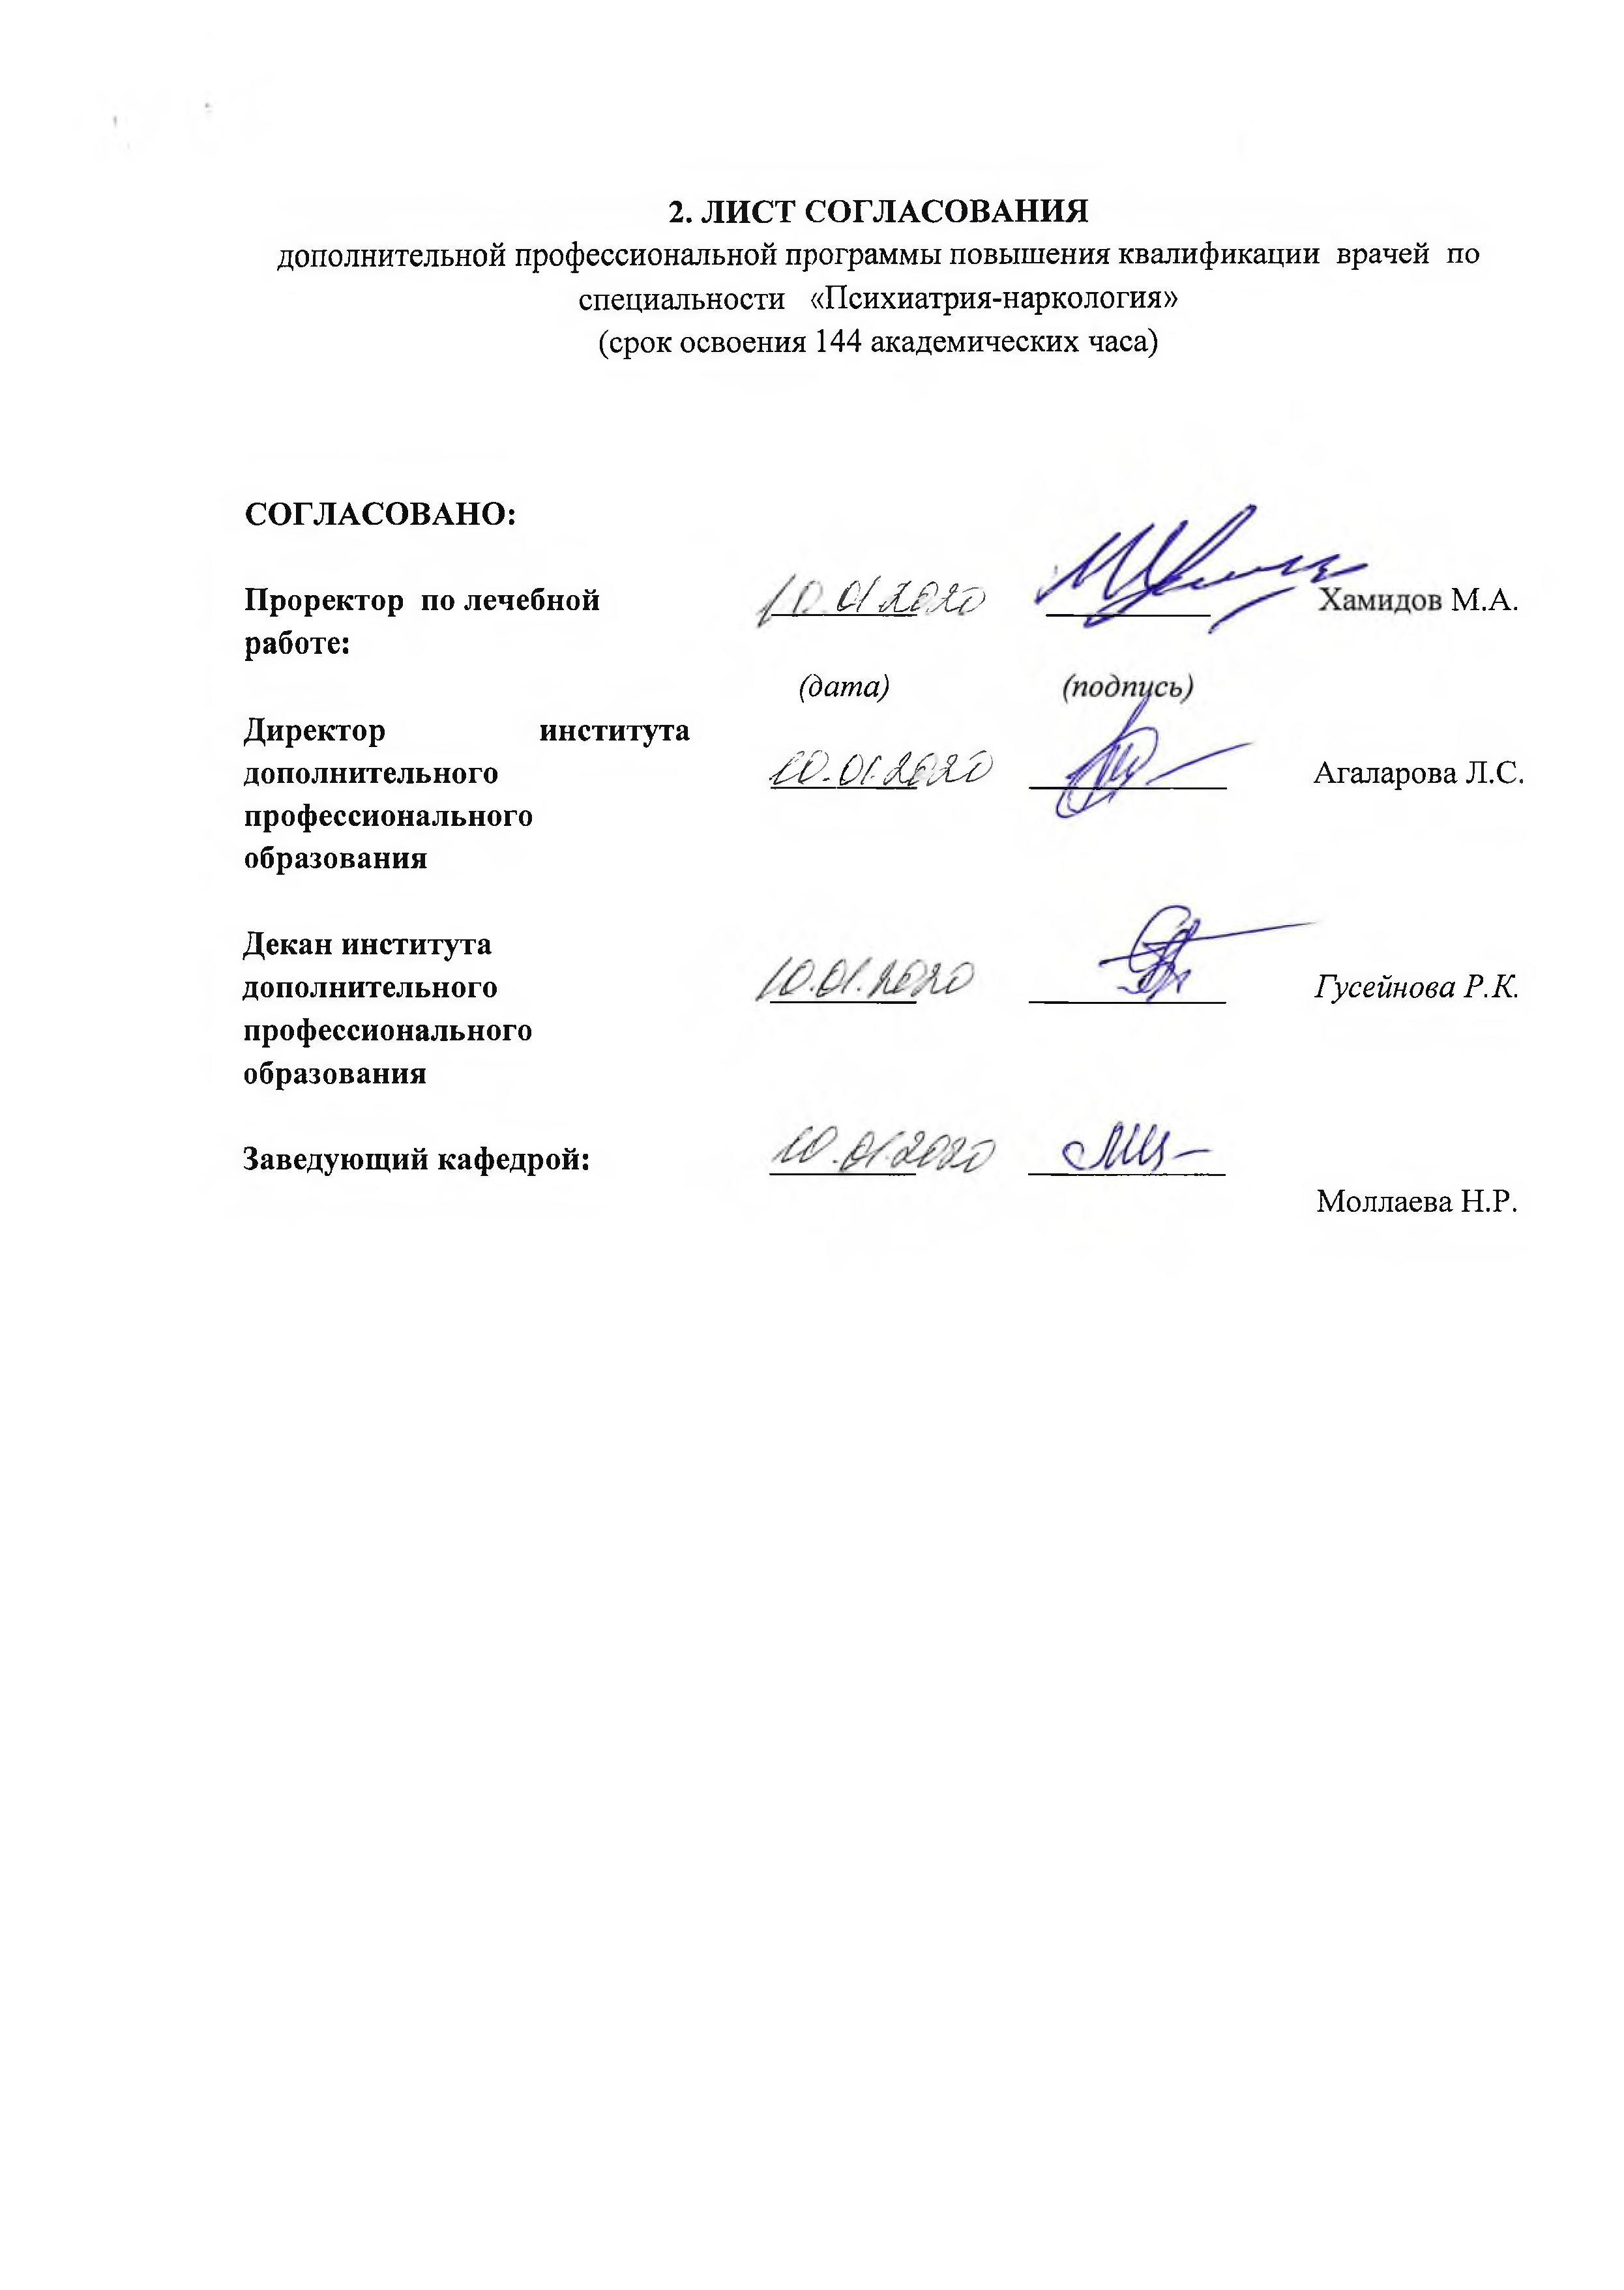 2. ЛИСТ СОГЛАСОВАНИЯ
дополнительной профессиональной программы повышения квалификации врачей по
специальности «Психиатрия-наркология»
(срок освоения 144 академических часа)
СОГЛАСОВАНО:
Проректор по лечебной 10.01.2020 Хамидов М.А.
работе:
(дата) (подпись)
Директор института
дополнительного 10.01.2020 Агаларова Л.С.
профессионального
образования
Декан института
дополнительного 10.01.2020 Гусейнова Р.К.
профессионального
образования
Заведующий кафедрой: 10.01.2020
Моллаева Н.Р.